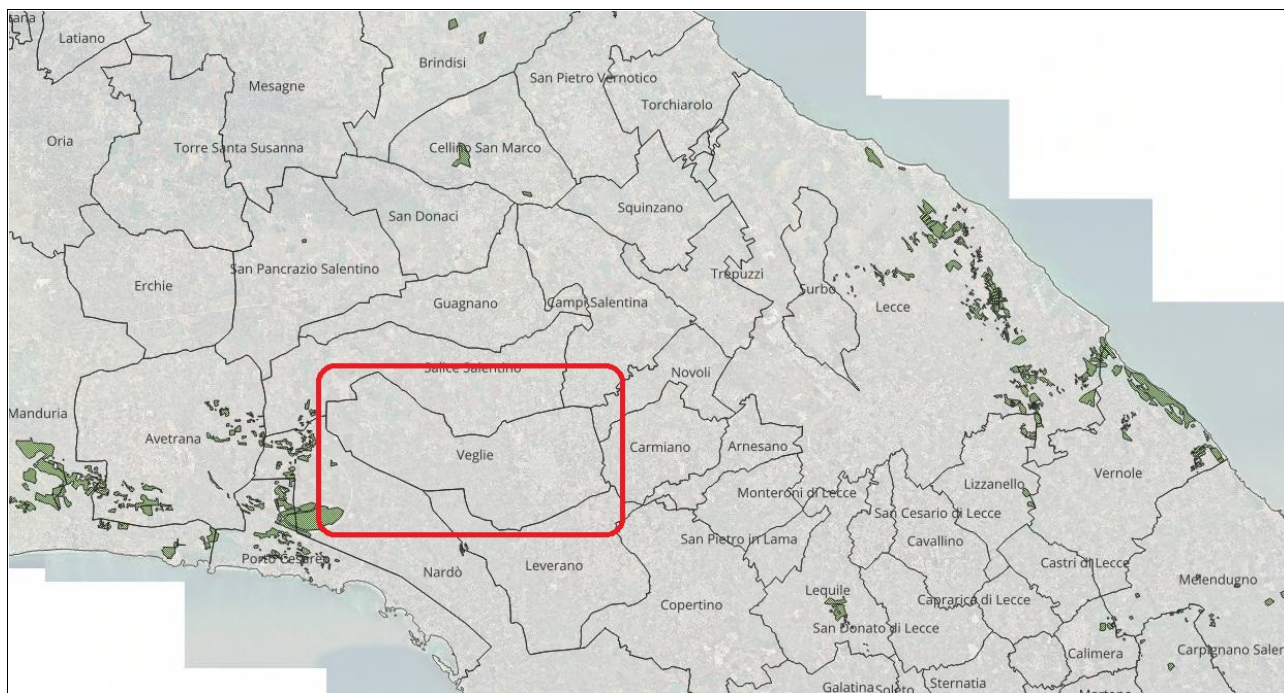 Latiano
Brindisi
San Pietro Vernotico
Mesagne
Torchiarolo
Oria
Torre Santa Susanna
Cellino San Marco
Squinzano
San Donaci
San Pancrazio Salentino
Trepuzzi
Erchie
Surbo
Guagnano
Campi Salentina
Lecce
Salice Salentino
Novoli
Manduria
Avetrana
Veglie
Carmiano
Arnesano
Vernole
Lizzanello
Monteroni di Lecce
San Cesario di Lecce
San Pietro in Lama
Cavallino
Porto Cesareo
Nardò
Leverano
Castri di Lecce
Melendugno
Lequile
Copertino
Caprarica di Lecce
San Donato di Lecce
Calimera
Carpignano Saler
Galatina
Soleto
Sternatia